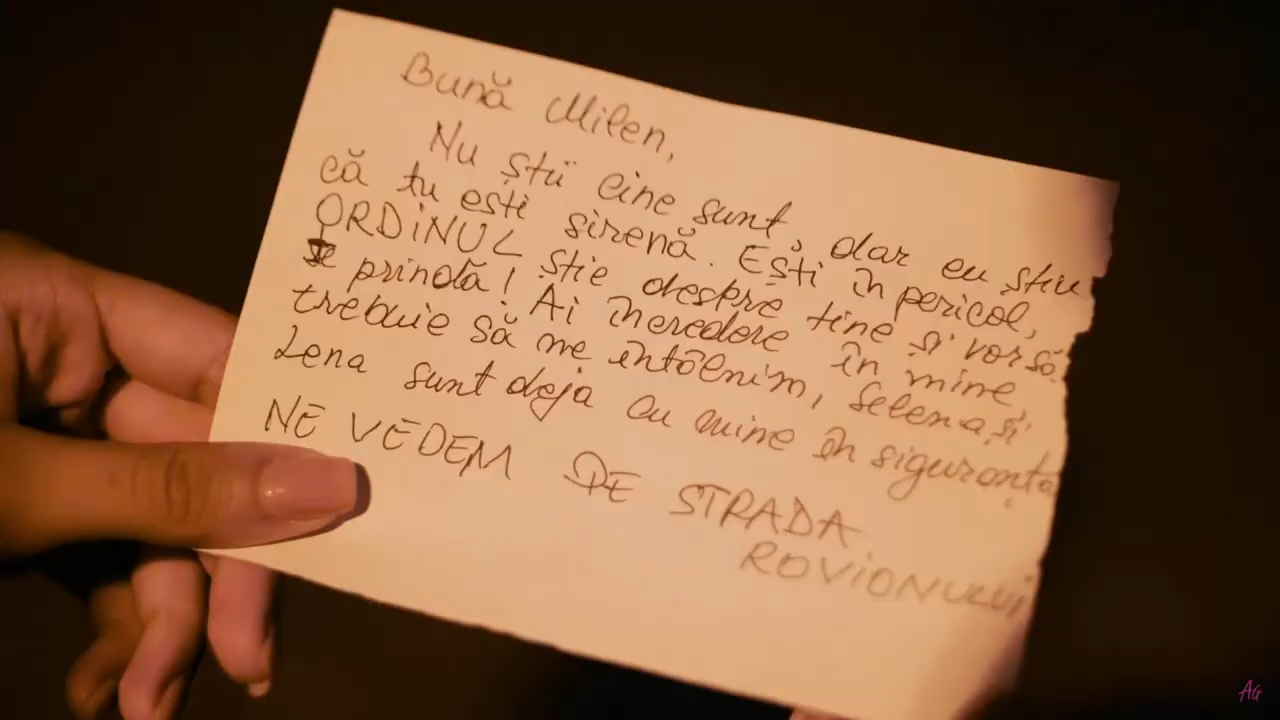 Bună Milen,
Nu știi cine sunt, dar eu știu
că tu ești sirenă. Ești în pericol,
ORDINUL știe despre tine și vor să
te prindă! Ai încredere în mine,
trebuie să ne întâlnim, Selena și
Lena sunt deja cu mine în siguranță
NE VEDEM PE STRADA
ROVIONULUI
AG